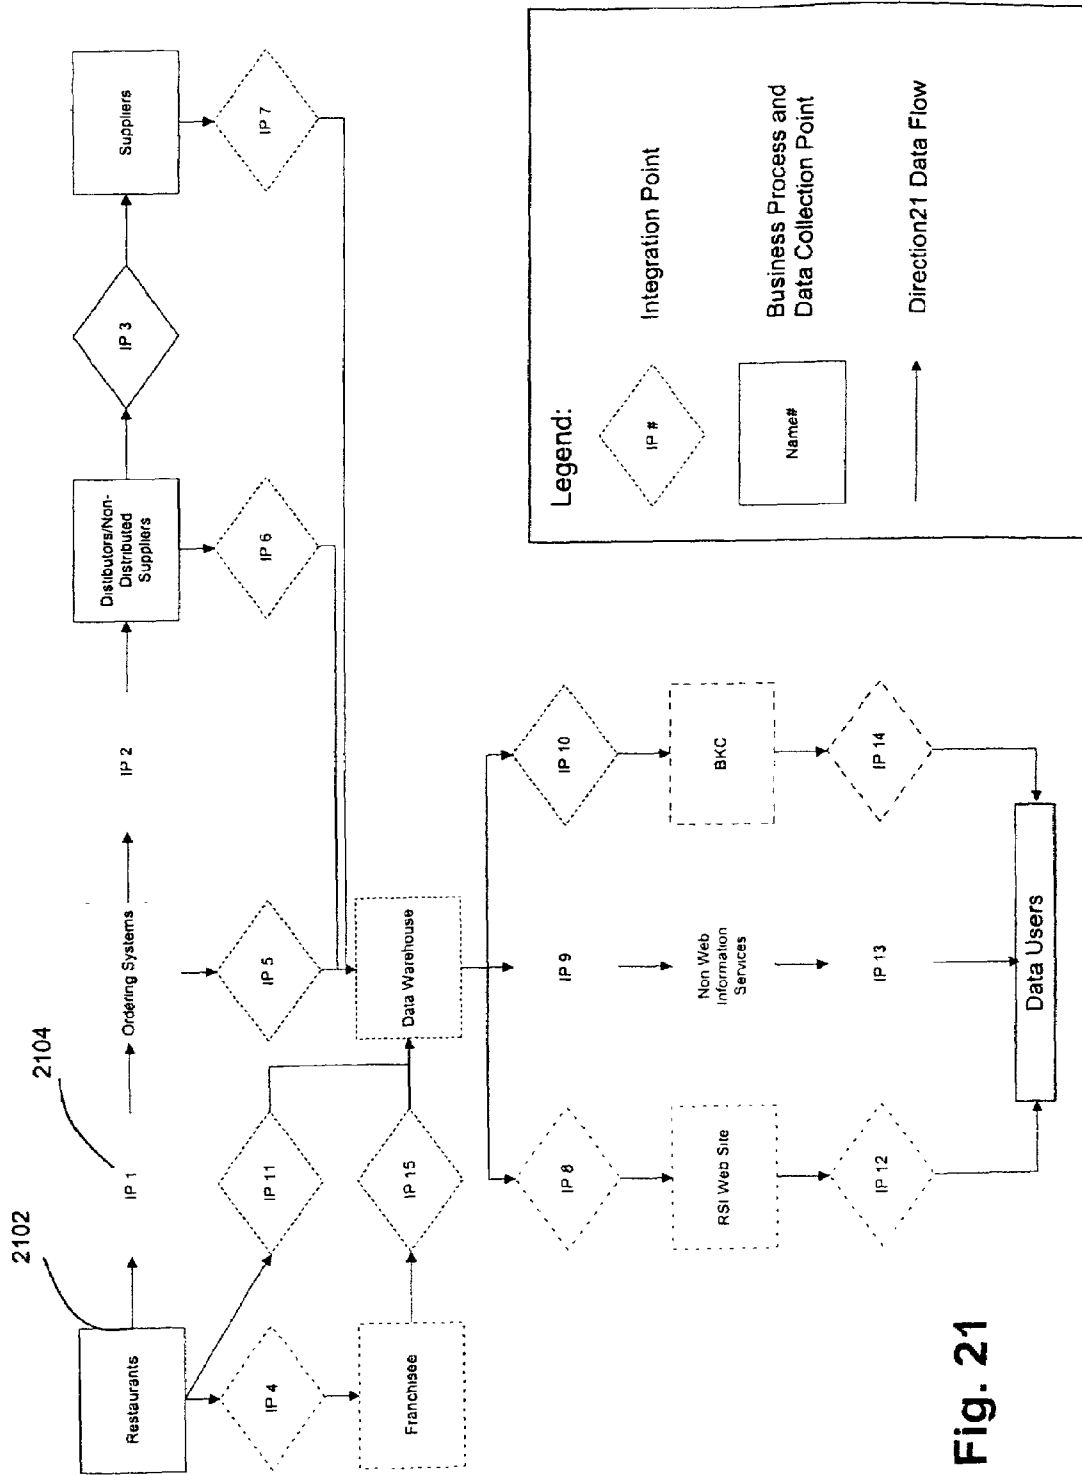 2102
2104
Restaurants
IP 1
Ordering Systems
IP 2
Distibutors/Non-
Distributed
Suppliers
IP 3
Suppliers
IP 4
IP 11
IP 5
IP 6
IP 7
Franchisee
IP 15
Data Warehouse
IP 8
IP 9
IP 10
RSI Web Site
Non Web
Information
Services
BKC
IP 12
IP 13
IP 14
Data Users
Legend:
IP #
Integration Point
Name#
Business Process and
Data Collection Point
Direction21 Data Flow
Fig. 21